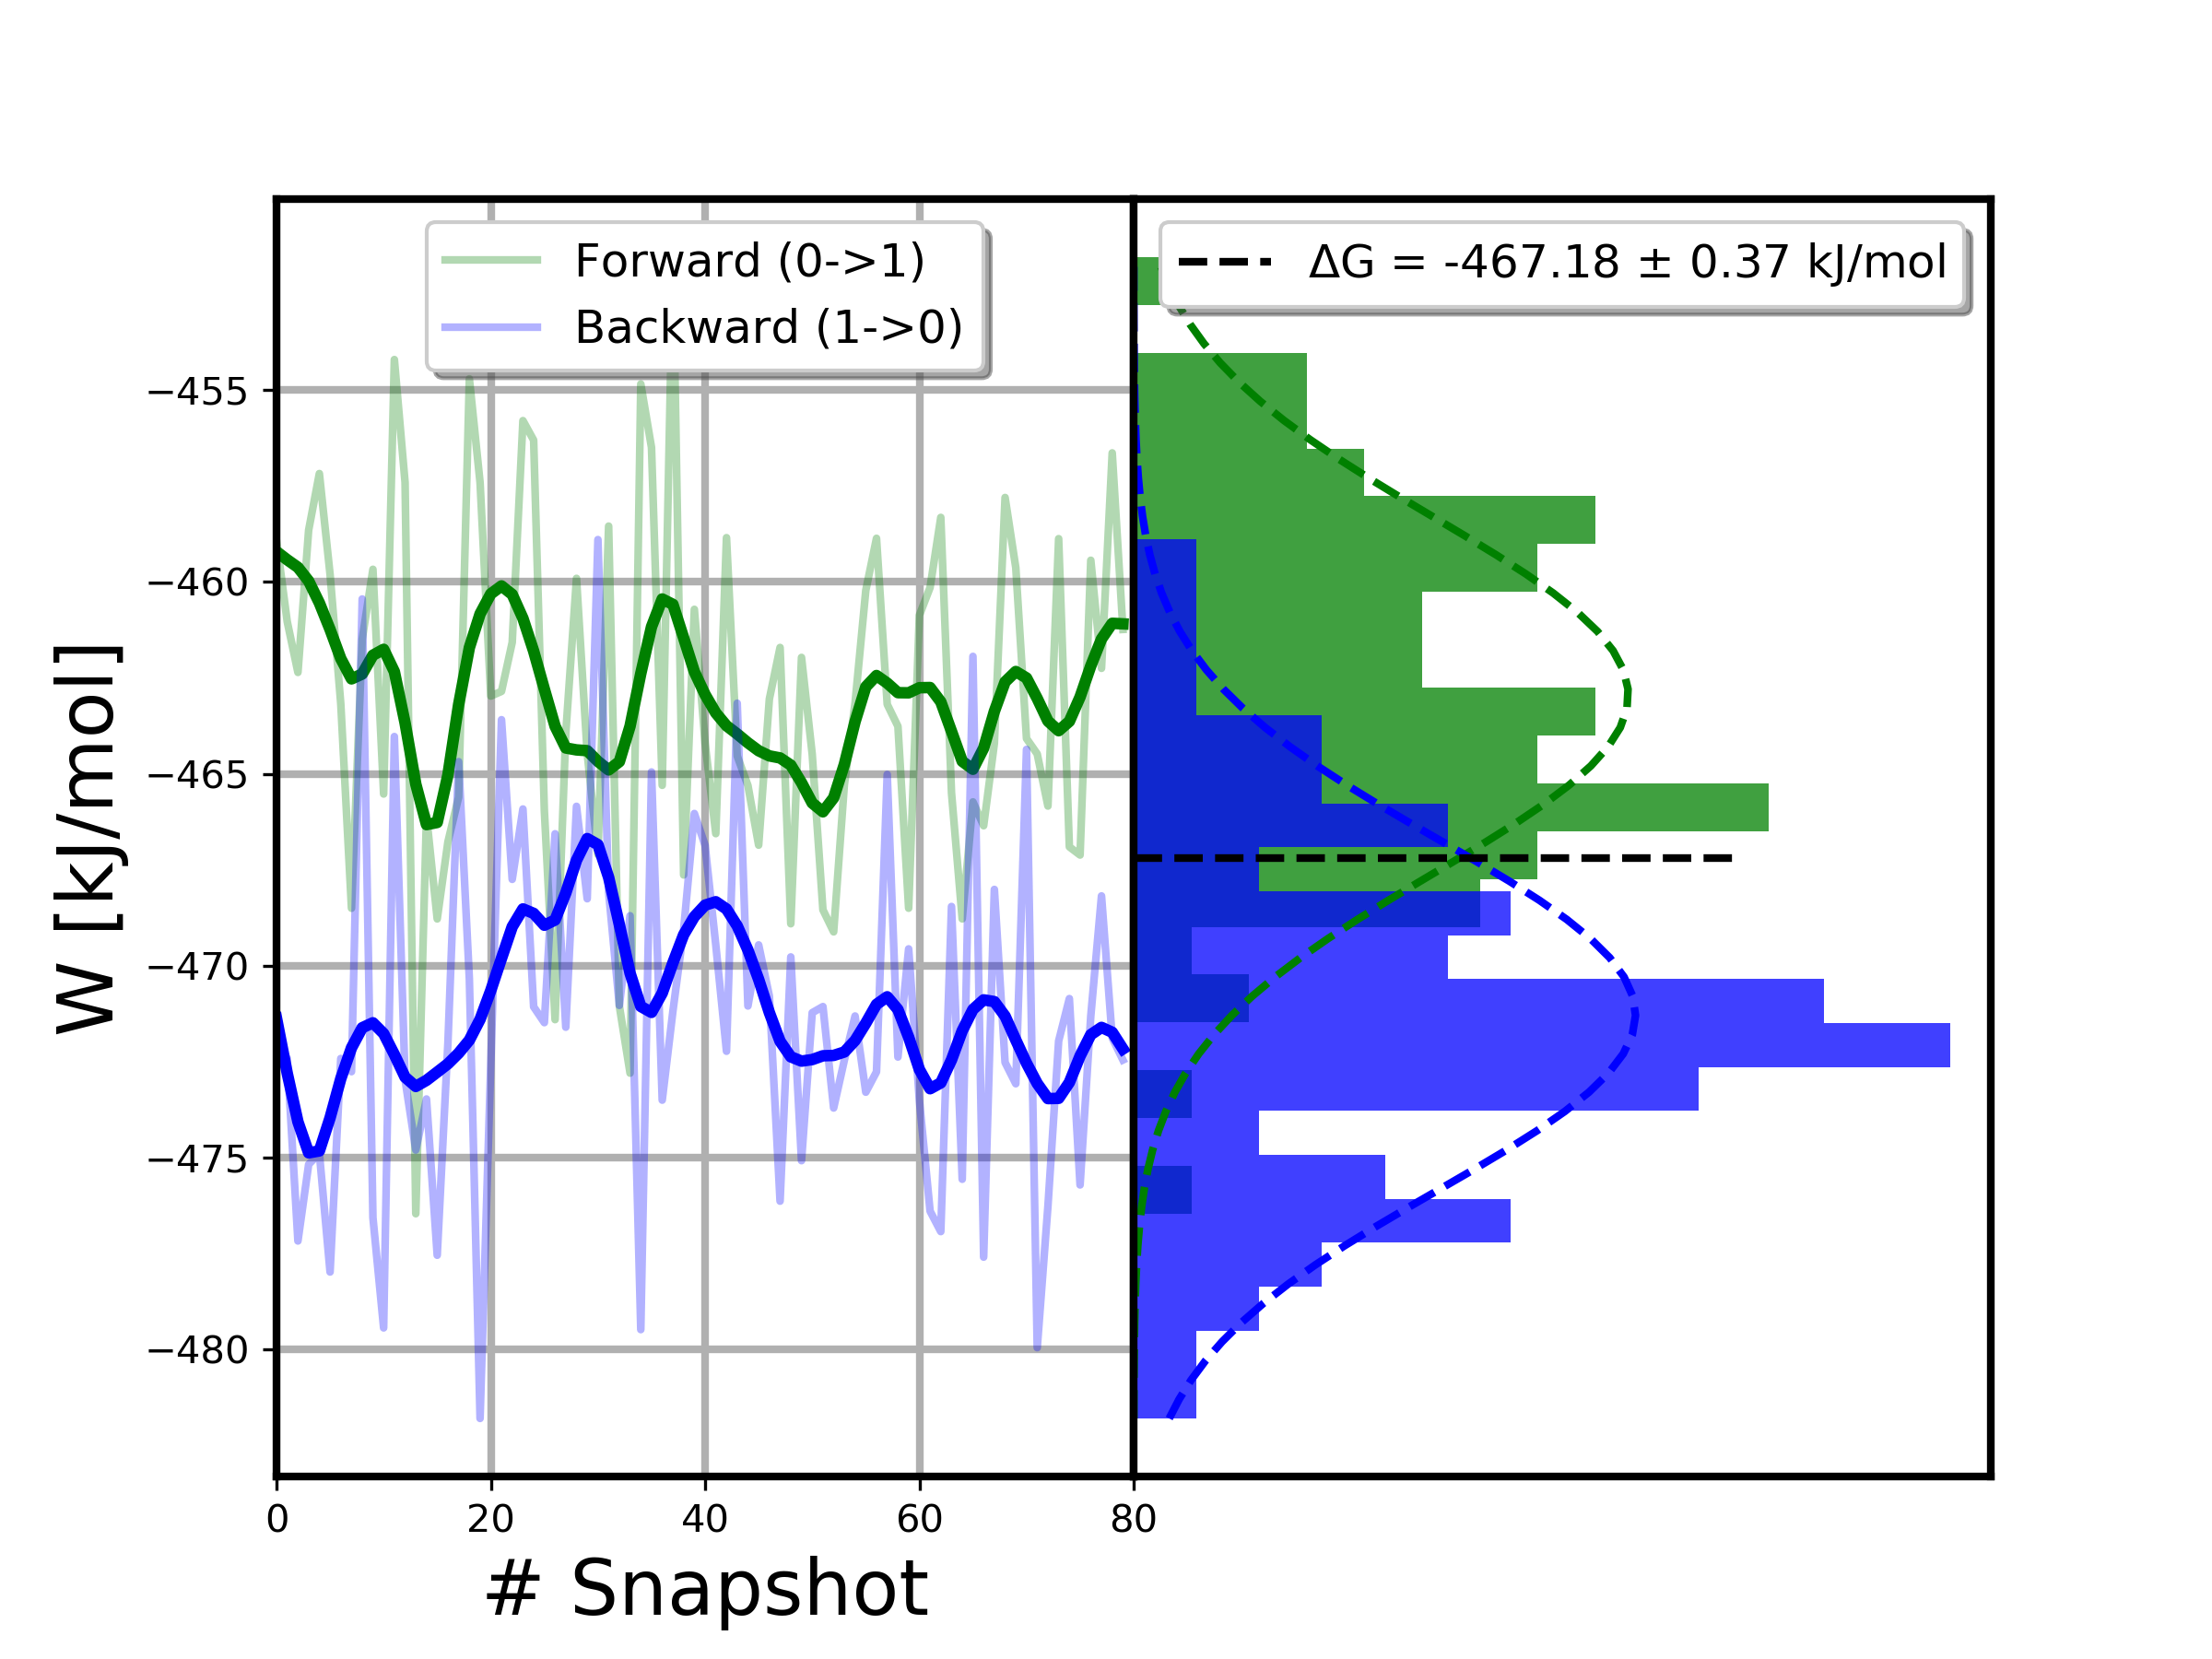 Forward (0->1)
Backward (1->0)
ΔG = -467.18 ± 0.37 kJ/mol
W [kJ/mol]
−455
−460
−465
−470
−475
−480
0 20 40 60 80
# Snapshot